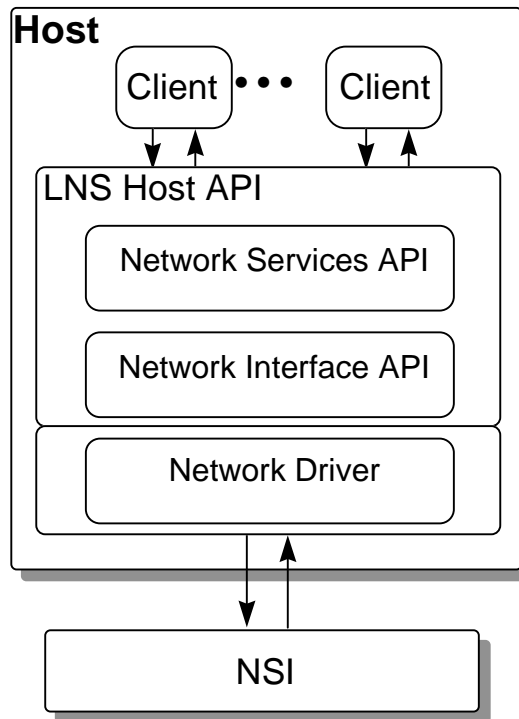 Host
Client ••• Client
LNS Host API
Network Services API
Network Interface API
Network Driver
NSI